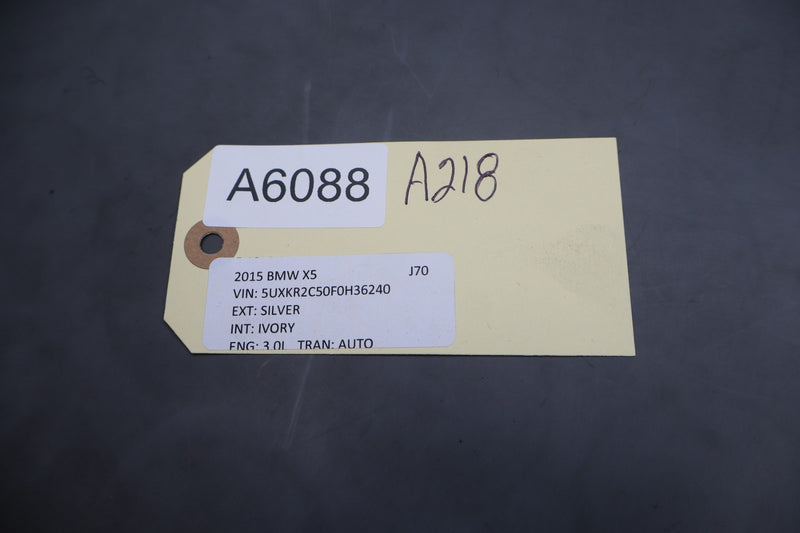 A6088 A218
2015 BMW X5 J70
VIN: 5UXKR2C50F0H36240
EXT: SILVER
INT: IVORY
ENG: 3.0L TRAN: AUTO